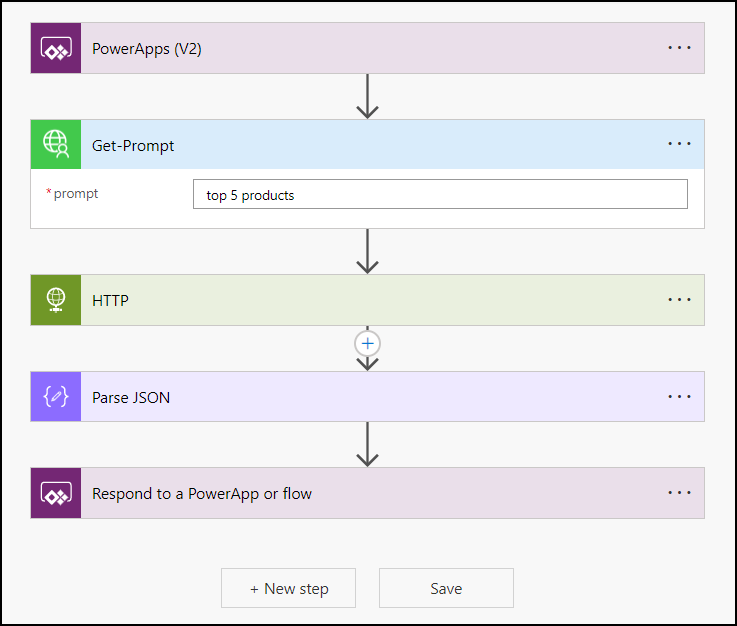 PowerApps (V2)
Get-Prompt
*prompt
top 5 products
HTTP
Parse JSON
Respond to a PowerApp or flow
+ New step
Save